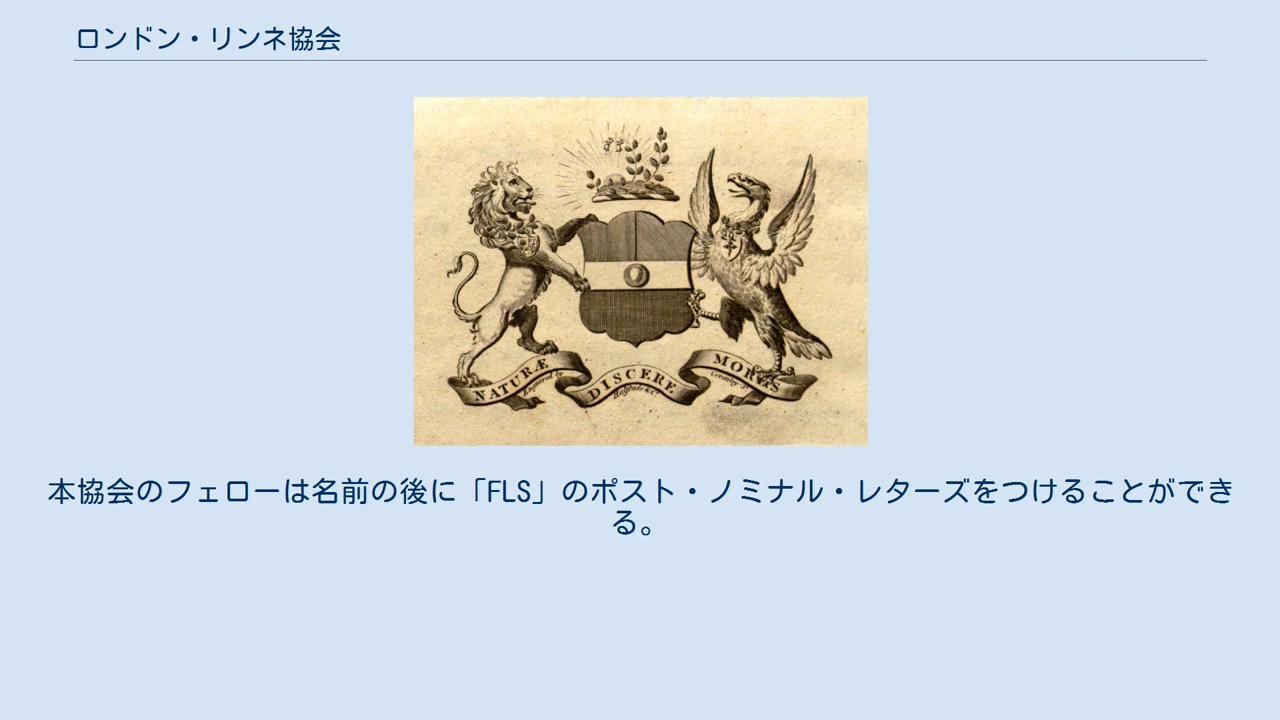 ロンドン・リンネ協会
NATURÆ DISCERE MORES
本協会のフェローは名前の後に「FLS」のポスト・ノミナル・レターズをつけることができ
る。